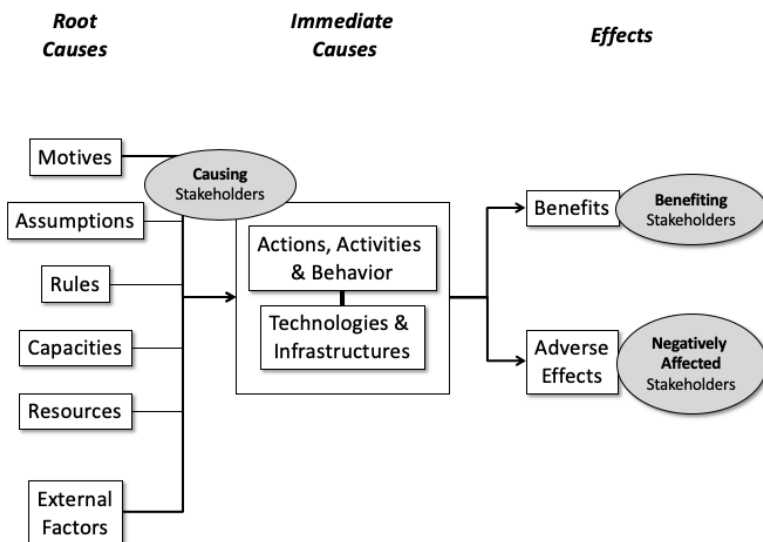 Root
Causes
Immediate
Causes
Effects
Motives
Assumptions
Rules
Capacities
Resources
External
Factors
Causing
Stakeholders
Actions, Activities
& Behavior
Technologies &
Infrastructures
Benefits
Benefiting
Stakeholders
Adverse
Effects
Negatively
Affected
Stakeholders